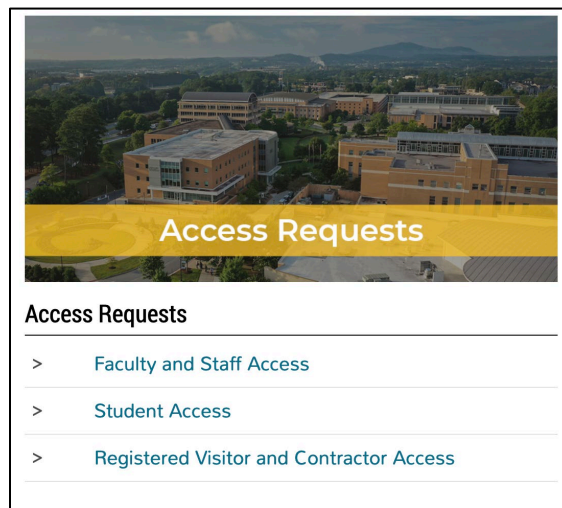 Access Requests
Access Requests
> Faculty and Staff Access
> Student Access
> Registered Visitor and Contractor Access